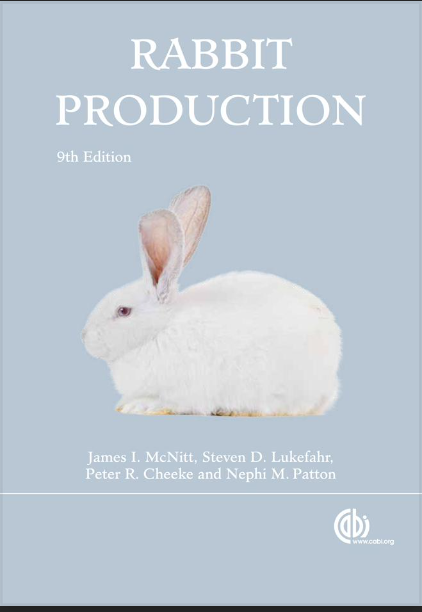 RABBIT
PRODUCTION
9th Edition
James I. McNitt, Steven D. Lukefahr,
Peter R. Cheeke and Nephi M. Patton
cabi
www.cabi.org